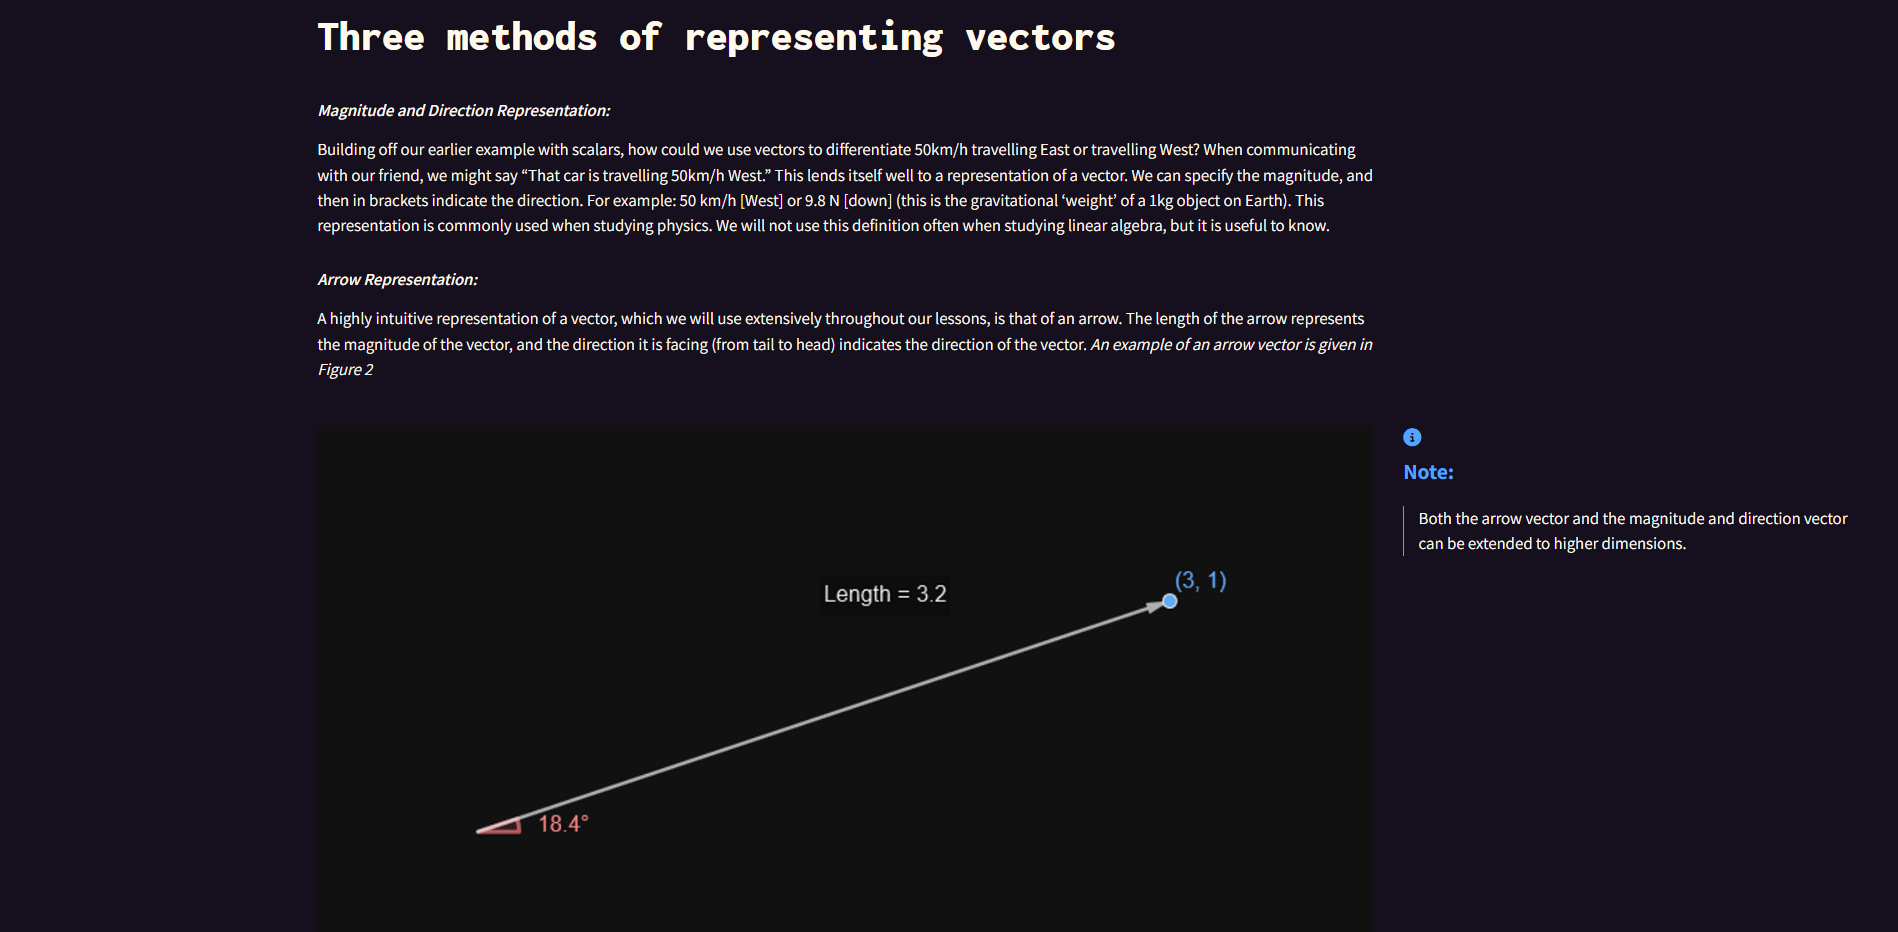 Three methods of representing vectors
Magnitude and Direction Representation:
Building off our earlier example with scalars, how could we use vectors to differentiate 50km/h travelling East or travelling West? When communicating
with our friend, we might say “That car is travelling 50km/h West.” This lends itself well to a representation of a vector. We can specify the magnitude, and
then in brackets indicate the direction. For example: 50 km/h [West] or 9.8 N [down] (this is the gravitational ‘weight’ of a 1kg object on Earth). This
representation is commonly used when studying physics. We will not use this definition often when studying linear algebra, but it is useful to know.
Arrow Representation:
A highly intuitive representation of a vector, which we will use extensively throughout our lessons, is that of an arrow. The length of the arrow represents
the magnitude of the vector, and the direction it is facing (from tail to head) indicates the direction of the vector. An example of an arrow vector is given in
Figure 2
Length = 3.2
(3, 1)
18.4°
Note:
Both the arrow vector and the magnitude and direction vector
can be extended to higher dimensions.